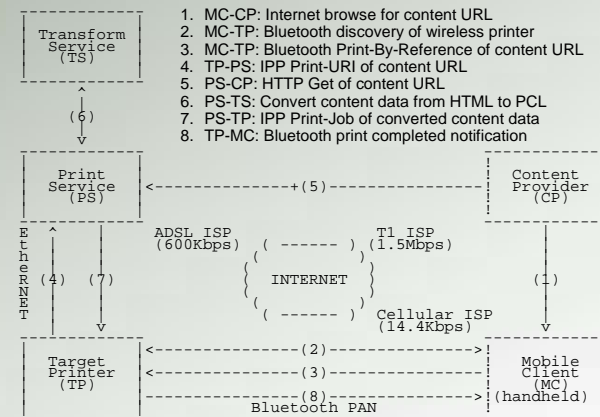 1. MC-CP: Internet browse for content URL
2. MC-TP: Bluetooth discovery of wireless printer
3. MC-TP: Bluetooth Print-By-Reference of content URL
4. TP-PS: IPP Print-URI of content URL
5. PS-CP: HTTP Get of content URL
6. PS-TS: Convert content data from HTML to PCL
7. PS-TP: IPP Print-Job of converted content data
8. TP-MC: Bluetooth print completed notification
Transform
Service
(TS)
(6)
Print
Service
(PS)
(5)
Content
Provider
(CP)
EtheRNET
(4) (7)
ADSL ISP
(600Kbps)
T1 ISP
(1.5Mbps)
INTERNET
(1)
Cellular ISP
(14.4Kbps)
Target
Printer
(TP)
(2)
(3)
(8)
Bluetooth PAN
Mobile
Client
(MC)
(handheld)